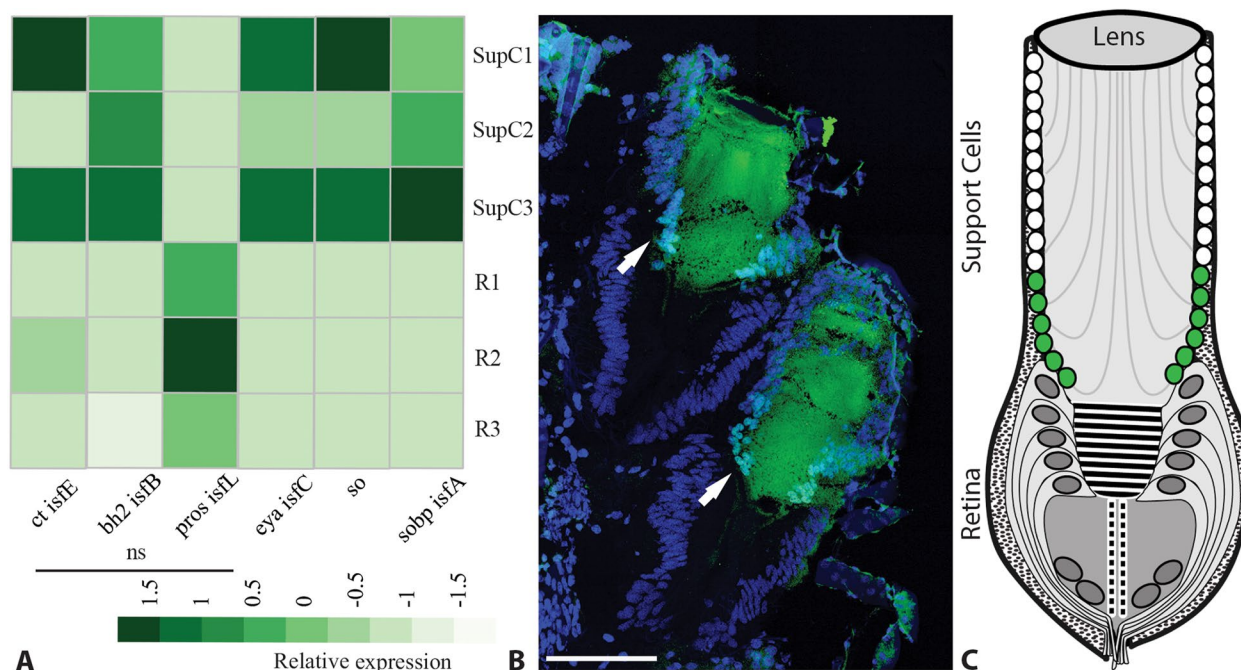 SupC1
SupC2
SupC3
R1
R2
R3
ct isfE
bh2 isfB
pros isfL
eya isfC
so
sobp isfA
ns
1.5
1
0.5
0
-0.5
-1
-1.5
Relative expression
A
B
Lens
Support Cells
Retina
C